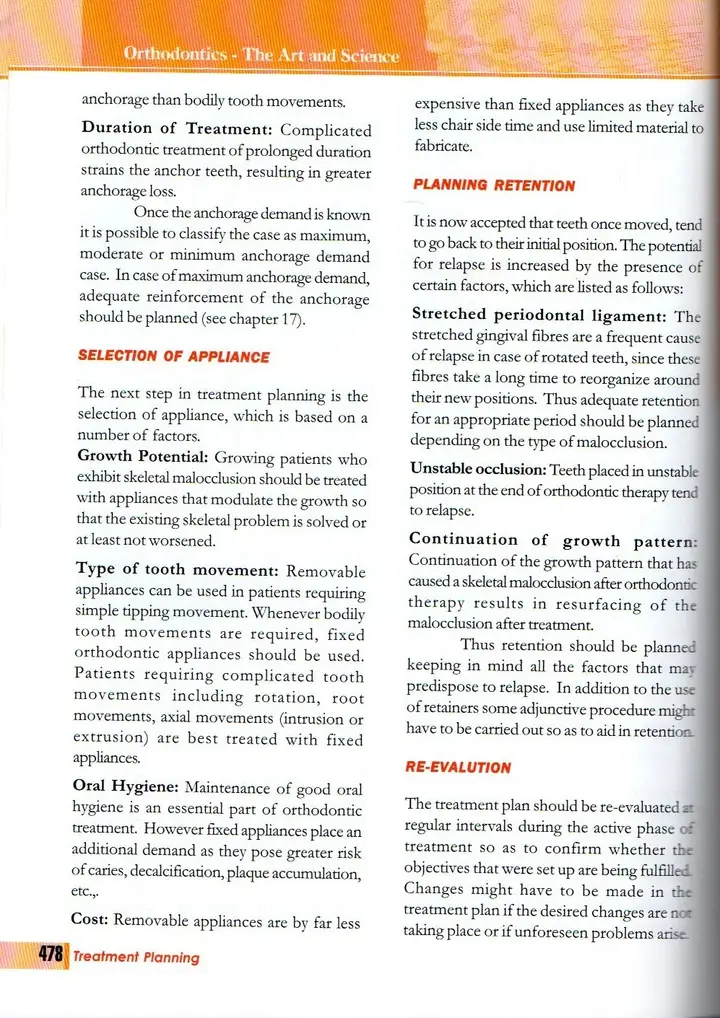 Orthodontics - The Art and Science
anchorage than bodily tooth movements.
Duration of Treatment: Complicated
orthodontic treatment of prolonged duration
strains the anchor teeth, resulting in greater
anchorage loss.
Once the anchorage demand is known
it is possible to classify the case as maximum,
moderate or minimum anchorage demand
case. In case of maximum anchorage demand,
adequate reinforcement of the anchorage
should be planned (see chapter 17).
SELECTION OF APPLIANCE
The next step in treatment planning is the
selection of appliance, which is based on a
number of factors.
Growth Potential: Growing patients who
exhibit skeletal malocclusion should be treated
with appliances that modulate the growth so
that the existing skeletal problem is solved or
at least not worsened.
Type of tooth movement: Removable
appliances can be used in patients requiring
simple tipping movement. Whenever bodily
tooth movements are required, fixed
orthodontic appliances should be used.
Patients requiring complicated tooth
movements including rotation, root
movements, axial movements (intrusion or
extrusion) are best treated with fixed
appliances.
Oral Hygiene: Maintenance of good oral
hygiene is an essential part of orthodontic
treatment. However fixed appliances place an
additional demand as they pose greater risk
of caries, decalcification, plaque accumulation,
etc.,.
Cost: Removable appliances are by far less
expensive than fixed appliances as they take
less chair side time and use limited material to
fabricate.
PLANNING RETENTION
It is now accepted that teeth once moved, tend
to go back to their initial position. The potential
for relapse is increased by the presence of
certain factors, which are listed as follows:
Stretched periodontal ligament: The
stretched gingival fibres are a frequent cause
of relapse in case of rotated teeth, since these
fibres take a long time to reorganize around
their new positions. Thus adequate retention
for an appropriate period should be planned
depending on the type of malocclusion.
Unstable occlusion: Teeth placed in unstable
position at the end of orthodontic therapy tend
to relapse.
Continuation of growth pattern:
Continuation of the growth pattern that has
caused a skeletal malocclusion after orthodontic
therapy results in resurfacing of the
malocclusion after treatment.
Thus retention should be planned
keeping in mind all the factors that may
predispose to relapse. In addition to the use
of retainers some adjunctive procedure might
have to be carried out so as to aid in retention.
RE-EVALUTION
The treatment plan should be re-evaluated at
regular intervals during the active phase of
treatment so as to confirm whether the
objectives that were set up are being fulfilled.
Changes might have to be made in the
treatment plan if the desired changes are not
taking place or if unforeseen problems arise.
478 Treatment Planning